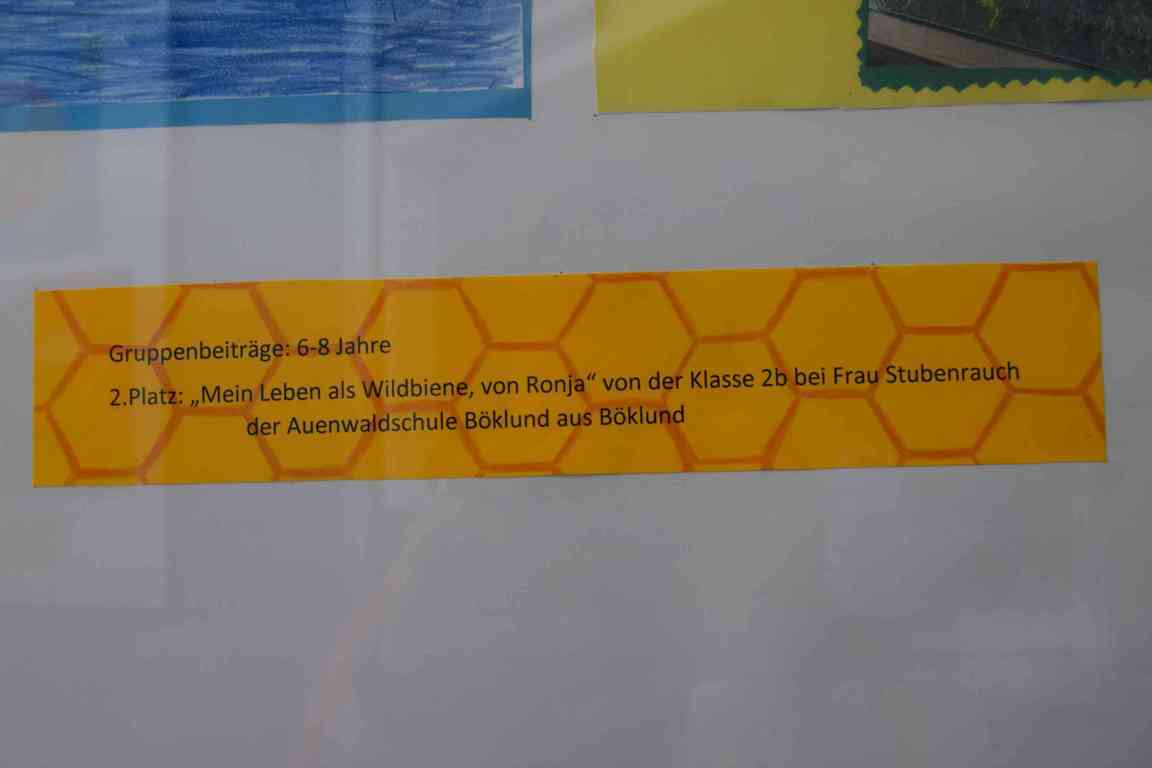 Gruppenbeiträge: 6-8 Jahre
2.Platz: „Mein Leben als Wildbiene, von Ronja“ von der Klasse 2b bei Frau Stubenrauch
der Auenwaldschule Böklund aus Böklund